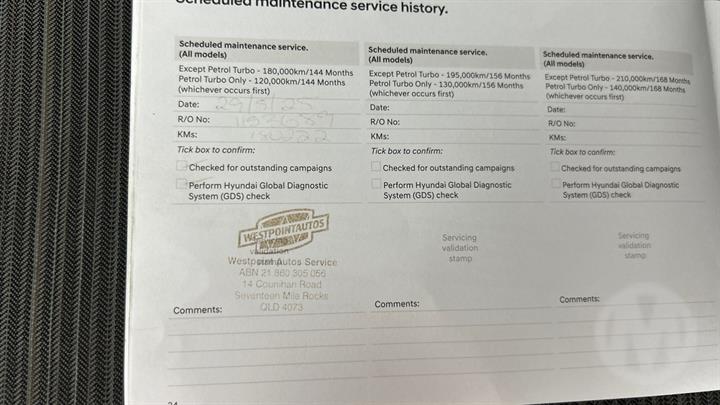 Scheduled maintenance service history.
Scheduled maintenance service.
(All models)
Except Petrol Turbo - 180,000km/144 Months
Petrol Turbo Only - 120,000km/144 Months
(whichever occurs first)
Date: 29/5/25
R/O No:
KMs:
Tick box to confirm:
Checked for outstanding campaigns
Perform Hyundai Global Diagnostic
System (GDS) check
WESTPOINT AUTOS
validation
Westpoint Autos Service
ABN 21 860 305 056
14 Counihan Road
Seventeen Mile Rocks
QLD 4073
Comments:
Scheduled maintenance service.
(All models)
Except Petrol Turbo - 195,000km/156 Months
Petrol Turbo Only - 130,000km/156 Months
(whichever occurs first)
Date:
R/O No:
KMs:
Tick box to confirm:
Checked for outstanding campaigns
Perform Hyundai Global Diagnostic
System (GDS) check
Servicing
validation
stamp
Comments:
Scheduled maintenance service.
(All models)
Except Petrol Turbo - 210,000km/168 Months
Petrol Turbo Only - 140,000km/168 Months
(whichever occurs first)
Date:
R/O No:
KMs:
Tick box to confirm:
Checked for outstanding campaigns
Perform Hyundai Global Diagnostic
System (GDS) check
Servicing
validation
stamp
Comments:
M